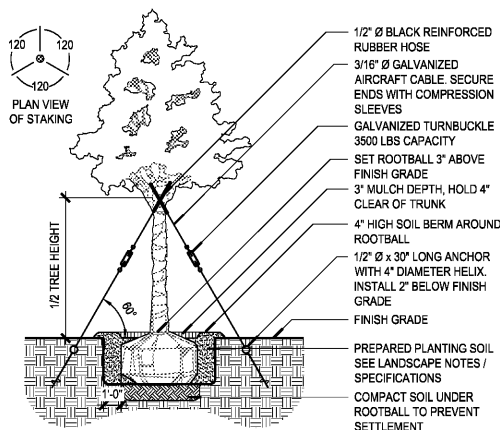 120
120
120
PLAN VIEW
OF STAKING
1/2 TREE HEIGHT
60°
1'-0"
1/2" Ø BLACK REINFORCED
RUBBER HOSE
3/16" Ø GALVANIZED
AIRCRAFT CABLE. SECURE
ENDS WITH COMPRESSION
SLEEVES
GALVANIZED TURNBUCKLE
3500 LBS CAPACITY
SET ROOTBALL 3" ABOVE
FINISH GRADE
3" MULCH DEPTH, HOLD 4"
CLEAR OF TRUNK
4" HIGH SOIL BERM AROUND
ROOTBALL
1/2" Ø x 30" LONG ANCHOR
WITH 4" DIAMETER HELIX.
INSTALL 2" BELOW FINISH
GRADE
FINISH GRADE
PREPARED PLANTING SOIL
SEE LANDSCAPE NOTES /
SPECIFICATIONS
COMPACT SOIL UNDER
ROOTBALL TO PREVENT
SETTLEMENT